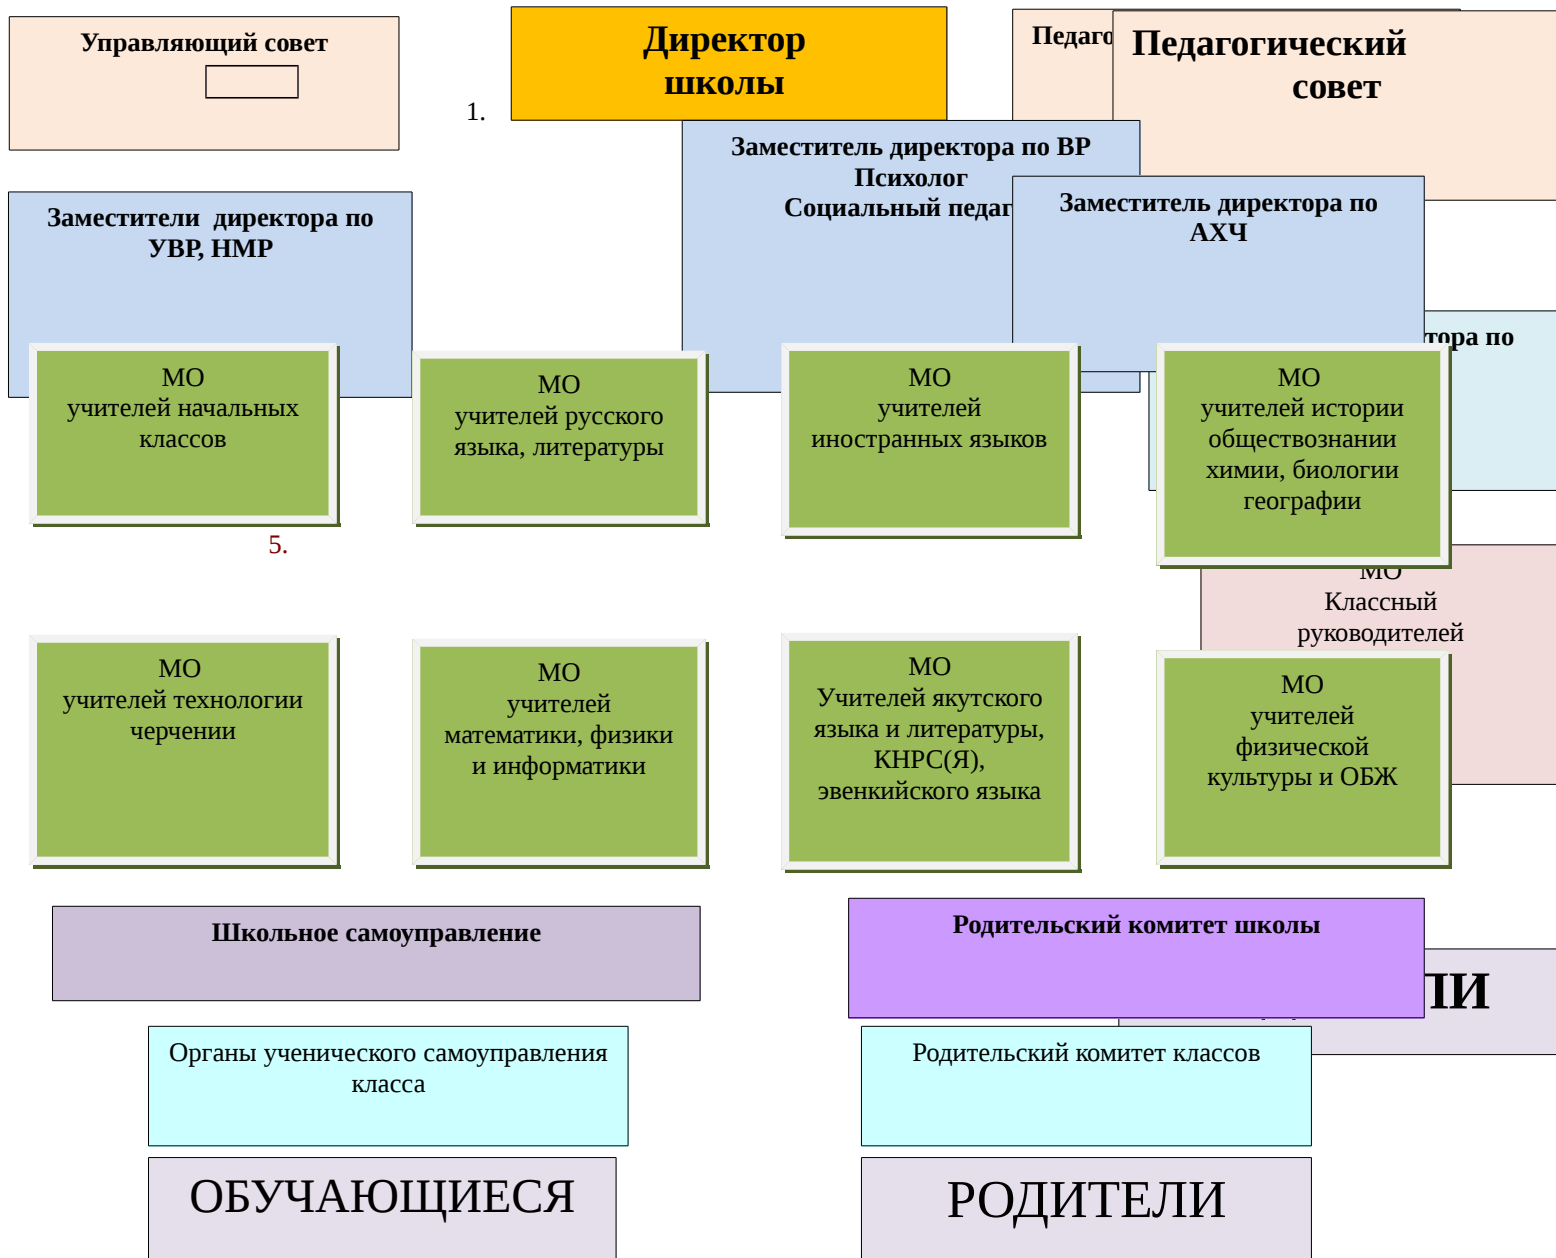 Управляющий совет
Директор
школы
Педагогический
совет
1.
Заместитель директора по ВР
Психолог
Социальный
Заместители  директора по
УВР, НМР
Заместитель директора по
АХЧ
по
МО
учителей начальных
классов
МО
учителей русского
языка, литературы
МО
учителей
иностранных языков
МО
учителей истории
обществознании
химии, биологии
географии
5.
МО
Классный
руководителей
МО
учителей технологии
черчении
МО
учителей
математики, физики
и информатики
МО
Учителей якутского
языка и литературы,
КНРС(Я),
эвенкийского языка
МО
учителей
физической
культуры и ОБЖ
Школьное самоуправление
Родительский комитет школы
Органы ученического самоуправления
класса
Родительский комитет классов
ОБУЧАЮЩИЕСЯ
РОДИТЕЛИ